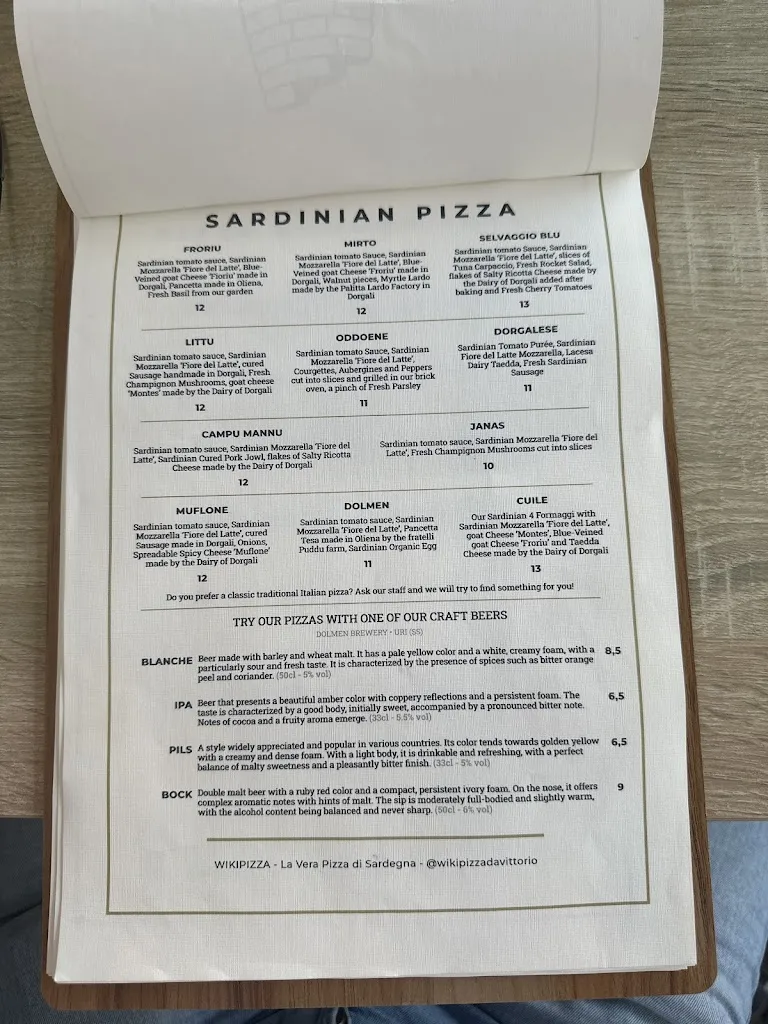 SARDINIAN PIZZA
FRORIU
Sardinian tomato sauce, Sardinian
Mozzarella 'Fiore del Latte', Blue-
Veined goat Cheese 'Froriu' made in
Dorgali, Pancetta made in Oliena,
Fresh Basil from our garden
12
MIRTO
Sardinian tomato Sauce, Sardinian
Mozzarella 'Fiore del Latte', Blue-
Veined goat Cheese 'Froriu' made in
Dorgali, Walnut pieces, Myrtle Lardo
made by the Palitta Lardo Factory in
Dorgali
12
SELVAGGIO BLU
Sardinian tomato Sauce, Sardinian
Mozzarella 'Fiore del Latte', slices of
Tuna Carpaccio, Fresh Rocket Salad,
flakes of Salty Ricotta Cheese made by
the Dairy of Dorgali added after
baking and Fresh Cherry Tomatoes
13
LITTU
Sardinian tomato sauce, Sardinian
Mozzarella 'Fiore del Latte', cured
Sausage handmade in Dorgali, Fresh
Champignon Mushrooms, goat cheese
'Montes' made by the Dairy of Dorgali
12
ODDOENE
Sardinian tomato Sauce, Sardinian
Mozzarella 'Fiore del Latte',
Courgettes, Aubergines and Peppers
cut into slices and grilled in our brick
oven, a pinch of Fresh Parsley
11
DORGALESE
Sardinian Tomato Purée, Sardinian
Fiore del Latte Mozzarella, Lacesa
Dairy Taedda, Fresh Sardinian
Sausage
11
CAMPU MANNU
Sardinian tomato sauce, Sardinian Mozzarella 'Fiore del
Latte', Sardinian Cured Pork Jowl, flakes of Salty Ricotta
Cheese made by the Dairy of Dorgali
12
JANAS
Sardinian tomato sauce, Sardinian Mozzarella 'Fiore del
Latte', Fresh Champignon Mushrooms cut into slices
10
MUFLONE
Sardinian tomato sauce, Sardinian
Mozzarella 'Fiore del Latte', cured
Sausage made in Dorgali, Onions,
Spreadable Spicy Cheese 'Muflone'
made by the Dairy of Dorgali
12
DOLMEN
Sardinian tomato sauce, Sardinian
Mozzarella 'Fiore del Latte', Pancetta
Tesa made in Oliena by the fratelli
Puddu farm, Sardinian Organic Egg
11
CUILE
Our Sardinian 4 Formaggi with
Sardinian Mozzarella 'Fiore del Latte',
goat Cheese 'Montes', Blue-Veined
goat Cheese 'Froriu' and Taedda
Cheese made by the Dairy of Dorgali
13
Do you prefer a classic traditional Italian pizza? Ask our staff and we will try to find something for you!
TRY OUR PIZZAS WITH ONE OF OUR CRAFT BEERS
DOLMEN BREWERY - URI (SS)
BLANCHE Beer made with barley and wheat malt. It has a pale yellow color and a white, creamy foam, with a 8,5
particularly sour and fresh taste. It is characterized by the presence of spices such as bitter orange
peel and coriander. (50cl - 5% vol)
IPA Beer that presents a beautiful amber color with coppery reflections and a persistent foam. The 6,5
taste is characterized by a good body, initially sweet, accompanied by a pronounced bitter note.
Notes of cocoa and a fruity aroma emerge. (33cl - 5.5% vol)
PILS A style widely appreciated and popular in various countries. Its color tends towards golden yellow 6,5
with a creamy and dense foam. With a light body, it is drinkable and refreshing, with a perfect
balance of malty sweetness and a pleasantly bitter finish. (33cl - 5% vol)
BOCK Double malt beer with a ruby red color and a compact, persistent ivory foam. On the nose, it offers 9
complex aromatic notes with hints of malt. The sip is moderately full-bodied and slightly warm,
with the alcohol content being balanced and never sharp. (50cl - 6% vol)
WIKIPIZZA - La Vera Pizza di Sardegna - @wikipizzadavittorio